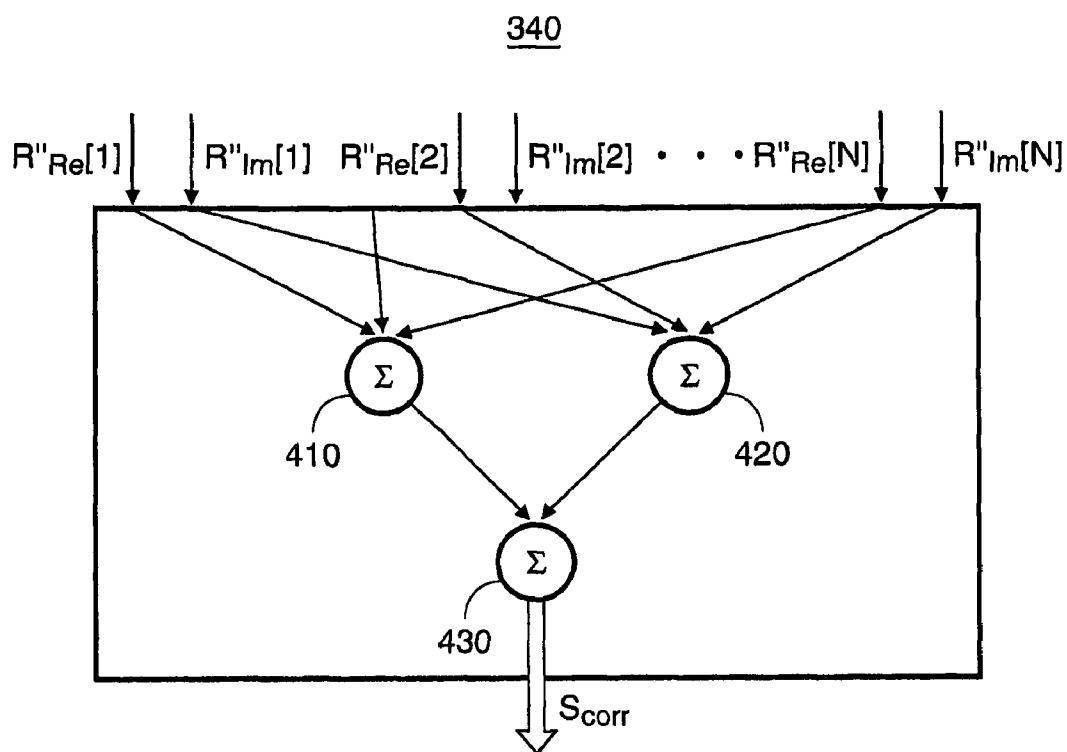 340
R"Re[1] R"Im[1] R"Re[2] R"Im[2] • • • R"Re[N] R"Im[N]
Σ Σ
410 420
Σ
430
Scorr